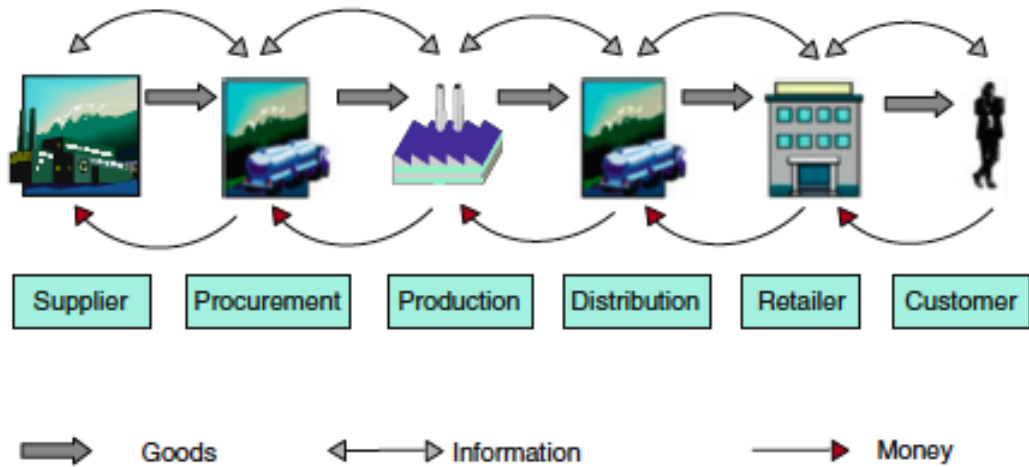 Supplier Procurement Production Distribution Retailer Customer
Goods Information Money